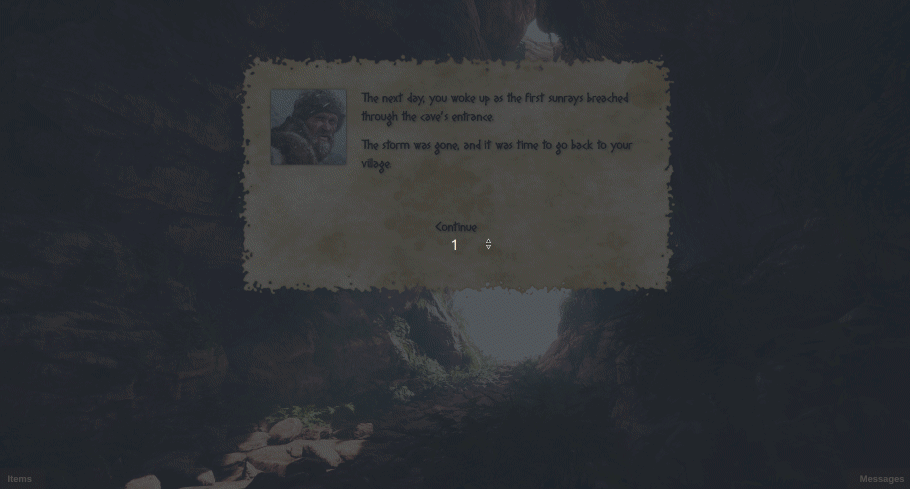 The next day, you woke up as the first sunrays breached
through the cave's entrance.
The storm was gone, and it was time to go back to your
village.
Continue
1
Items
Messages